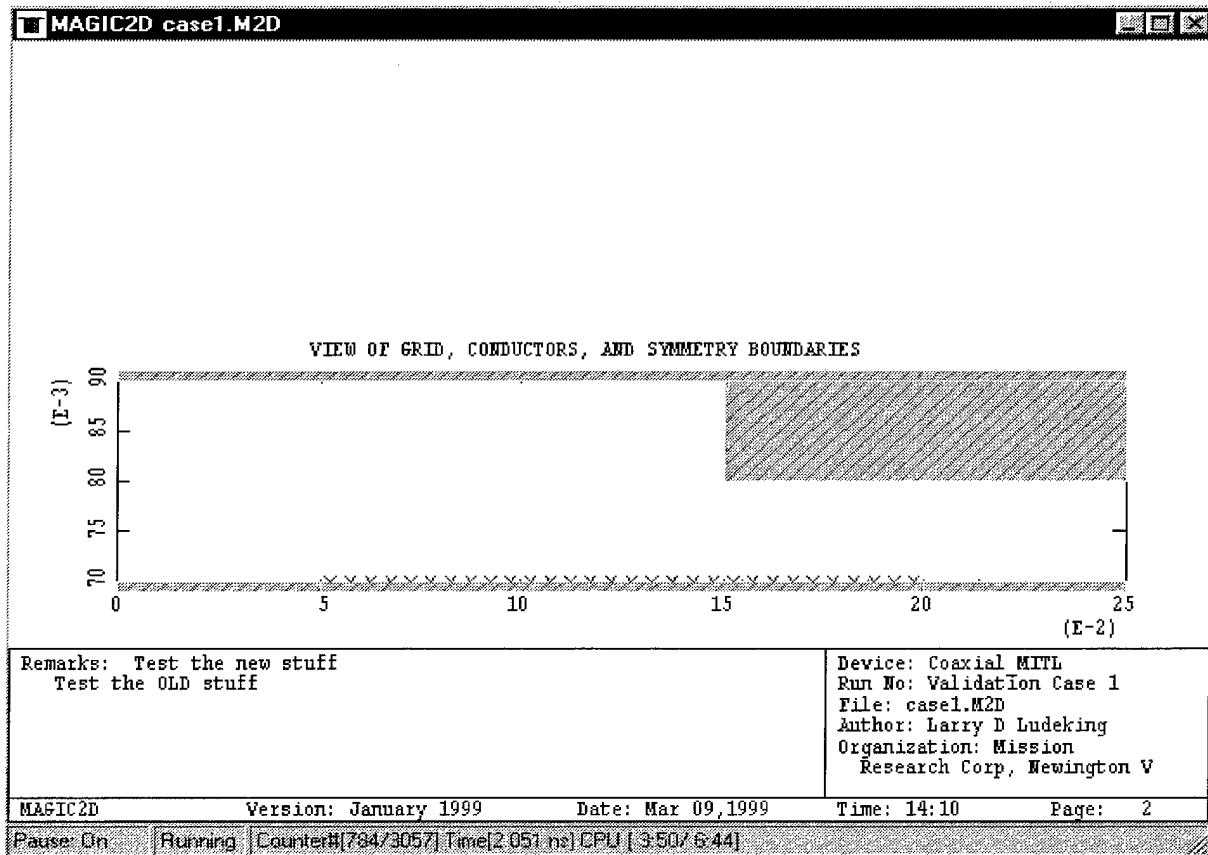 MAGIC2D case1.M2D
VIEW OF GRID, CONDUCTORS, AND SYMMETRY BOUNDARIES
(E-3)
90
85
80
75
70
0 5 10 15 20 25
(E-2)
Remarks: Test the new stuff
Test the OLD stuff
Device: Coaxial MITL
Run No: Validation Case 1
File: case1.M2D
Author: Larry D Ludeking
Organization: Mission
Research Corp, Newington V
MAGIC2D Version: January 1999 Date: Mar 09,1999 Time: 14:10 Page: 2
Pause: On Running Counter#[784/3057] Time[2.051 ns] CPU [ 3:50/ 6:44]